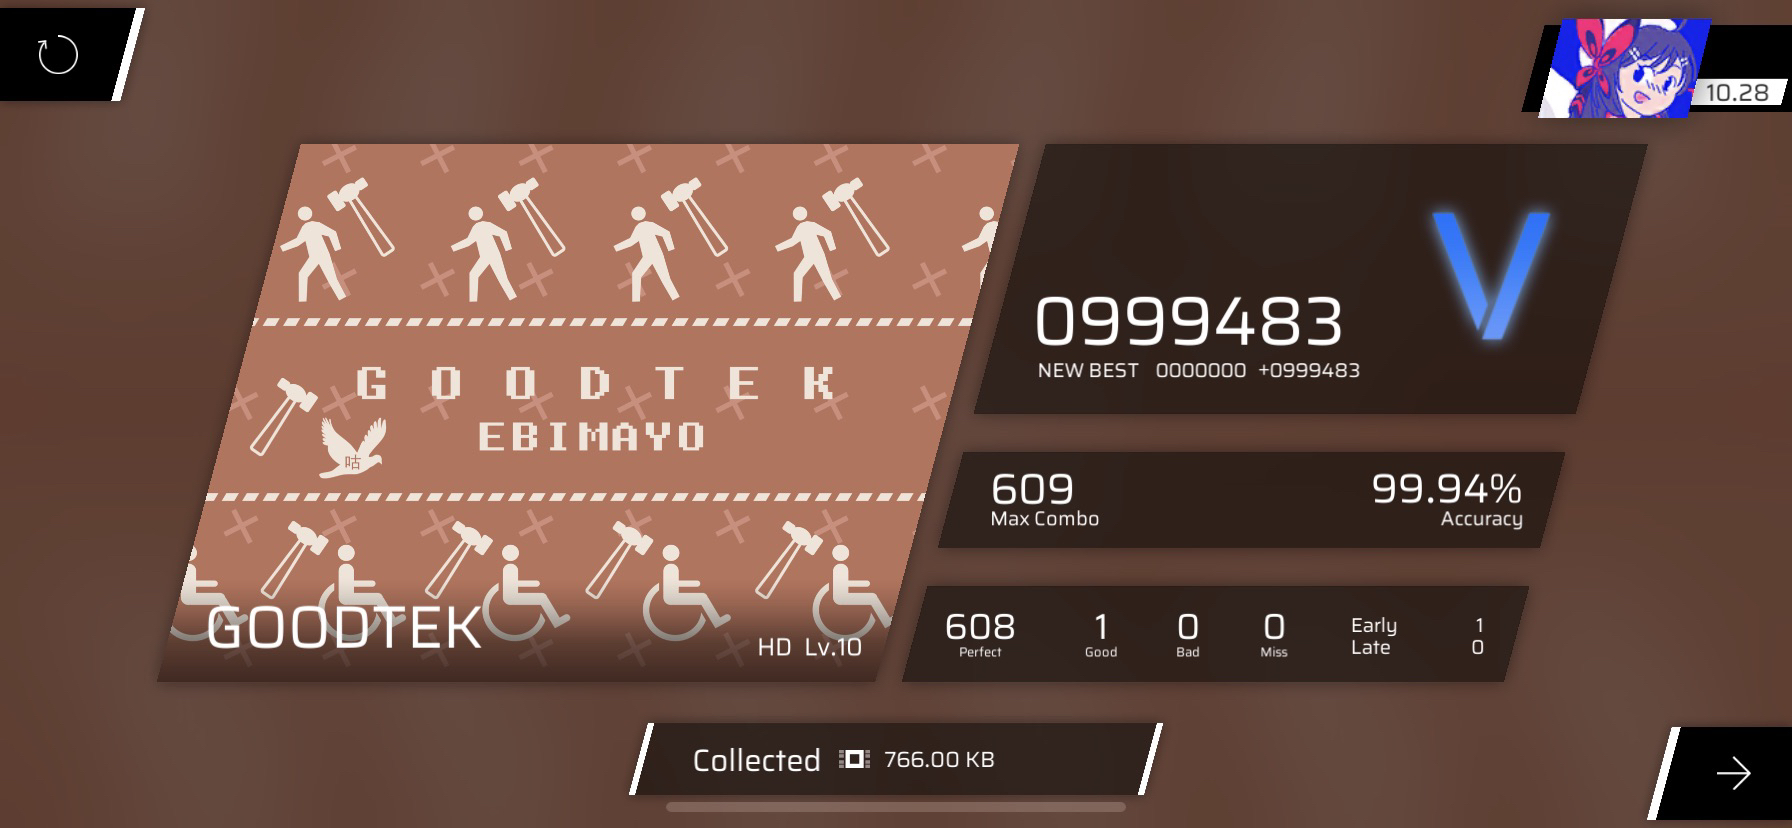 10.28
G O O D T E K
EBIMAYO
咕
GOODTEK
HD Lv.10
0999483
NEW BEST 0000000 +0999483
V
609
Max Combo
99.94%
Accuracy
608 1 0 0
Perfect Good Bad Miss
Early 1
Late 0
Collected 766.00 KB